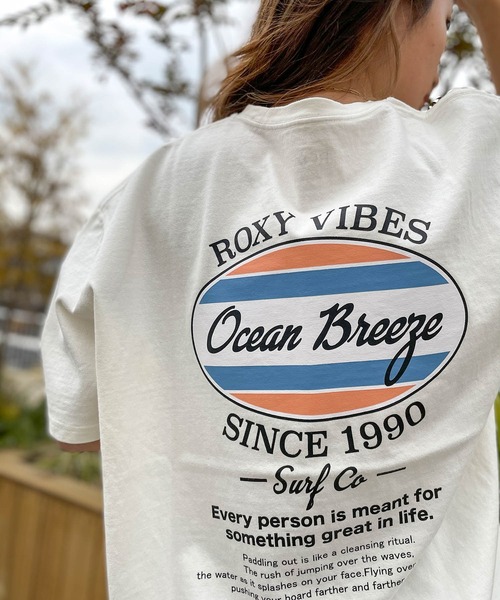 ROXY VIBES
Ocean Breeze
SINCE 1990
— Surf Co —
Every person is meant for
something great in life.
Paddling out is like a cleansing ritual.
The rush of jumping over the waves,
the water as it splashes on your face.Flying over
pushing your board farther and farther